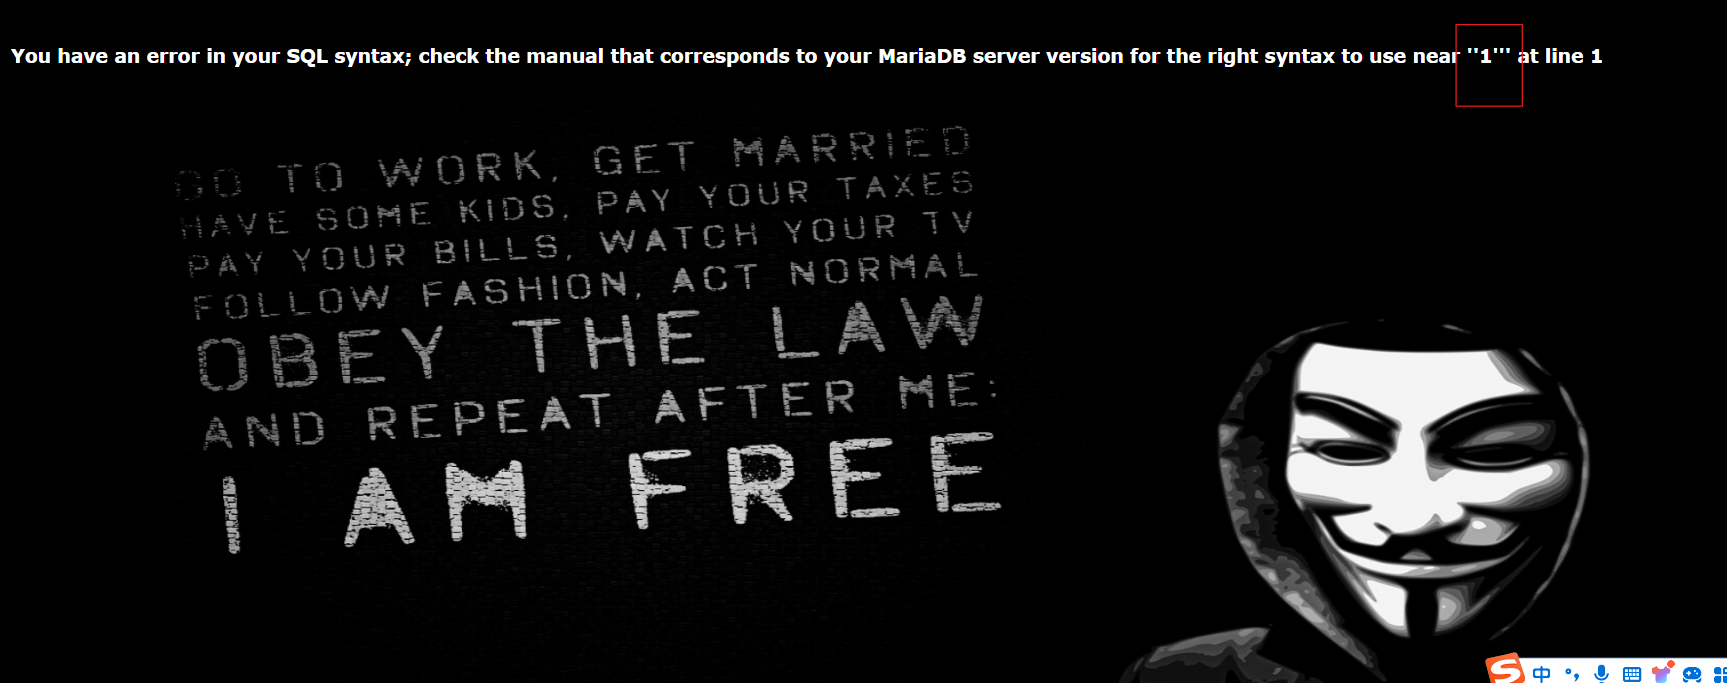 You have an error in your SQL syntax; check the manual that corresponds to your MariaDB server version for the right syntax to use near ''1''' at line 1
GO TO WORK, GET MARRIED
HAVE SOME KIDS, PAY YOUR TAXES
PAY YOUR BILLS, WATCH YOUR TV
FOLLOW FASHION, ACT NORMAL
OBEY THE LAW
AND REPEAT AFTER ME:
I AM FREE
S 中